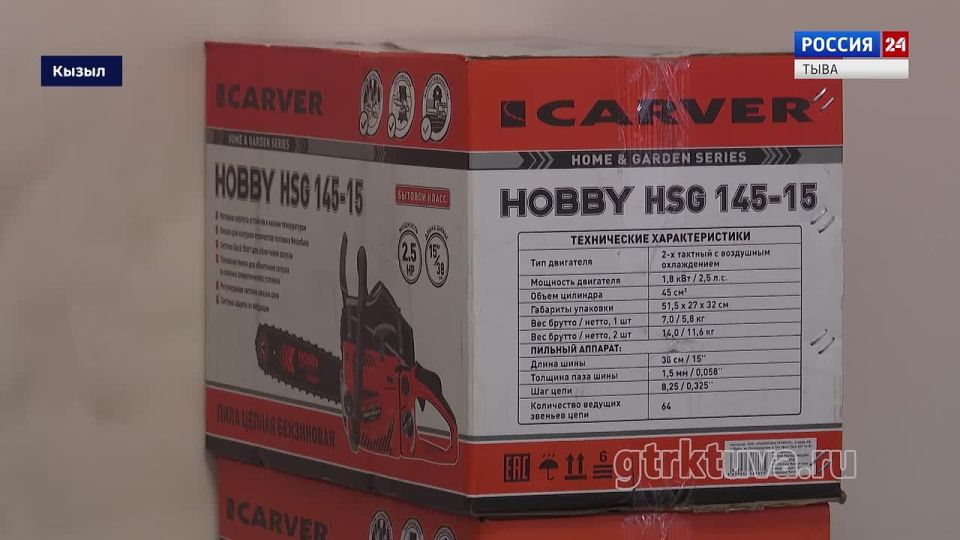 Кызыл
РОССИЯ 24
ТЫВА
CARVER
HOME & GARDEN SERIES
HOBBY HSG 145-15
БЫТОВОЙ КЛАСС
2.5
HP
15"
38
HOBBY
ПИЛА ЦЕПНАЯ БЕНЗИНОВАЯ
CARVER
HOME & GARDEN SERIES
HOBBY HSG 145-15
ТЕХНИЧЕСКИЕ ХАРАКТЕРИСТИКИ
Тип двигателя 2-х тактный с воздушным охлаждением
Мощность двигателя 1,8 кВт / 2,5 л.с.
Объем цилиндра 45 см³
Габариты упаковки 51,5 х 27 х 32 см
Вес брутто / нетто, 1 шт 7,0 / 5,8 кг
Вес брутто / нетто, 2 шт 14,0 / 11,6 кг
ПИЛЬНЫЙ АППАРАТ:
Длина шины 38 см / 15"
Толщина паза шины 1,5 мм / 0,058"
Шаг цепи 8,25 / 0,325"
Количество ведущих звеньев цепи 64
EAC 6
gtrktuva.ru
CARVER